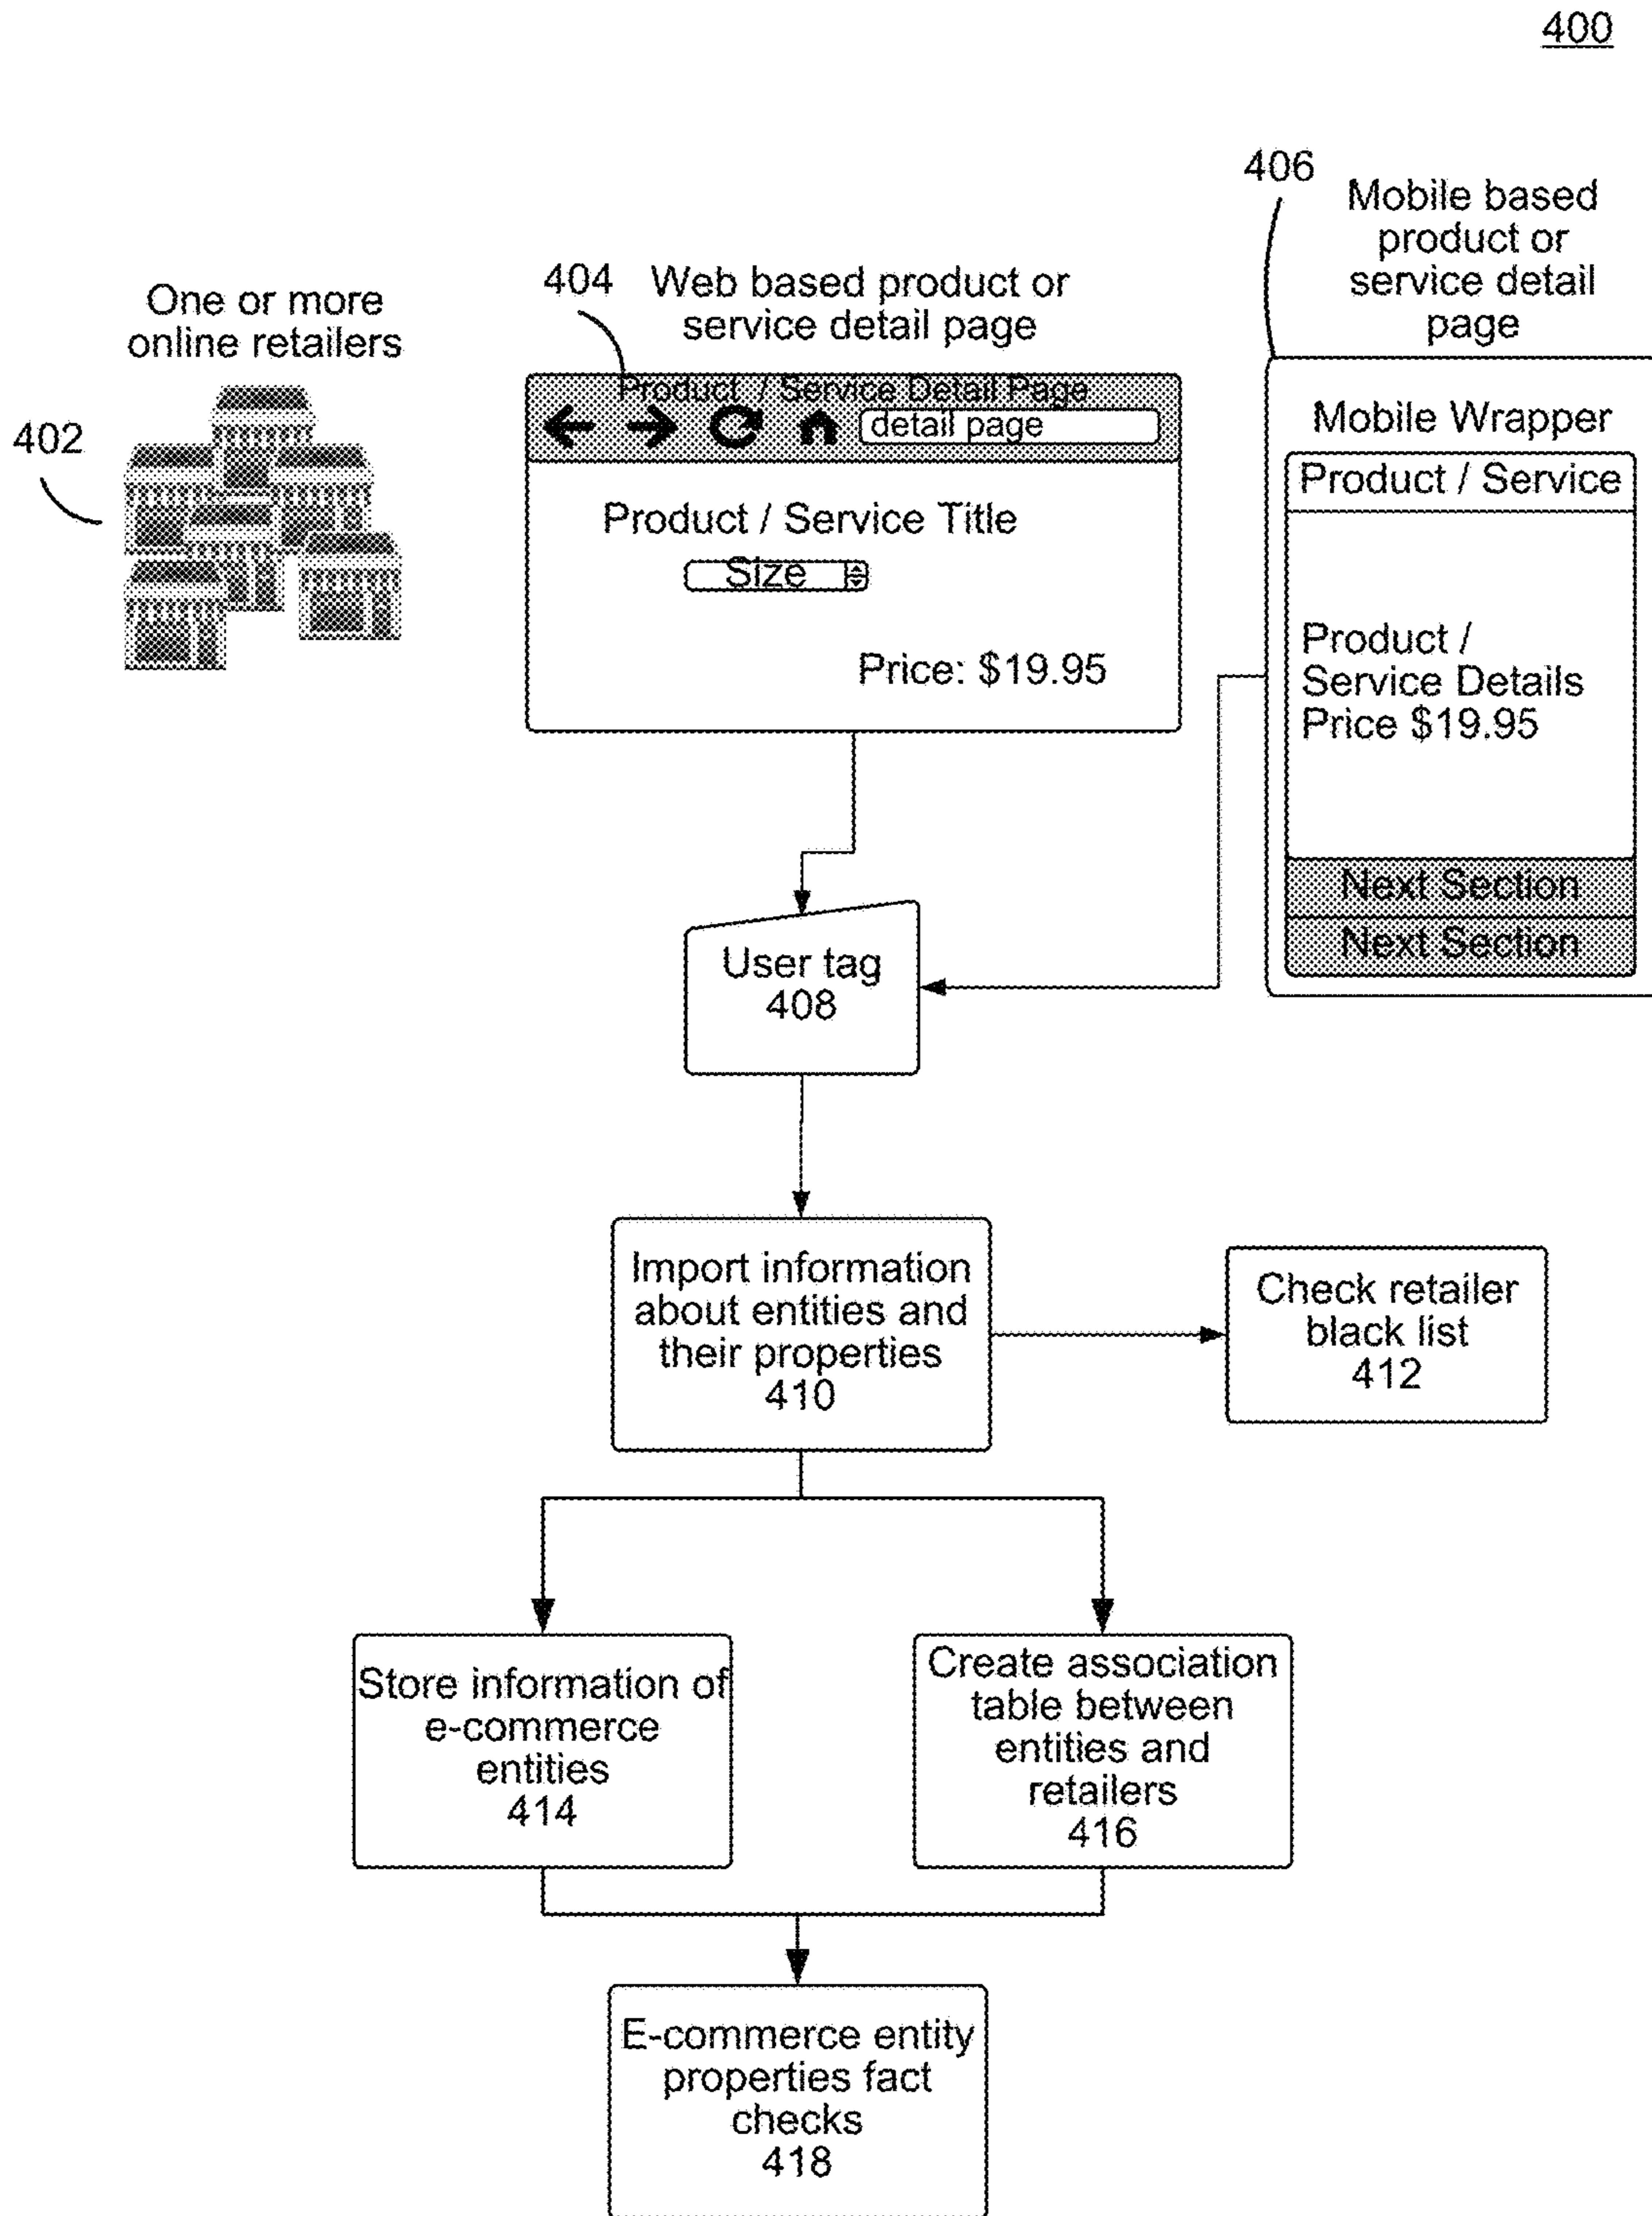 400
406
Mobile based
product or
service detail
page
404
Web based product or
service detail page
One or more
online retailers
402
Product / Service Detail Page
detail page
Product / Service Title
Size
Price: $19.95
Mobile Wrapper
Product / Service
Product /
Service Details
Price $19.95
Next Section
Next Section
User tag
408
Import information
about entities and
their properties
410
Check retailer
black list
412
Store information of
e-commerce
entities
414
Create association
table between
entities and
retailers
416
E-commerce entity
properties fact
checks
418